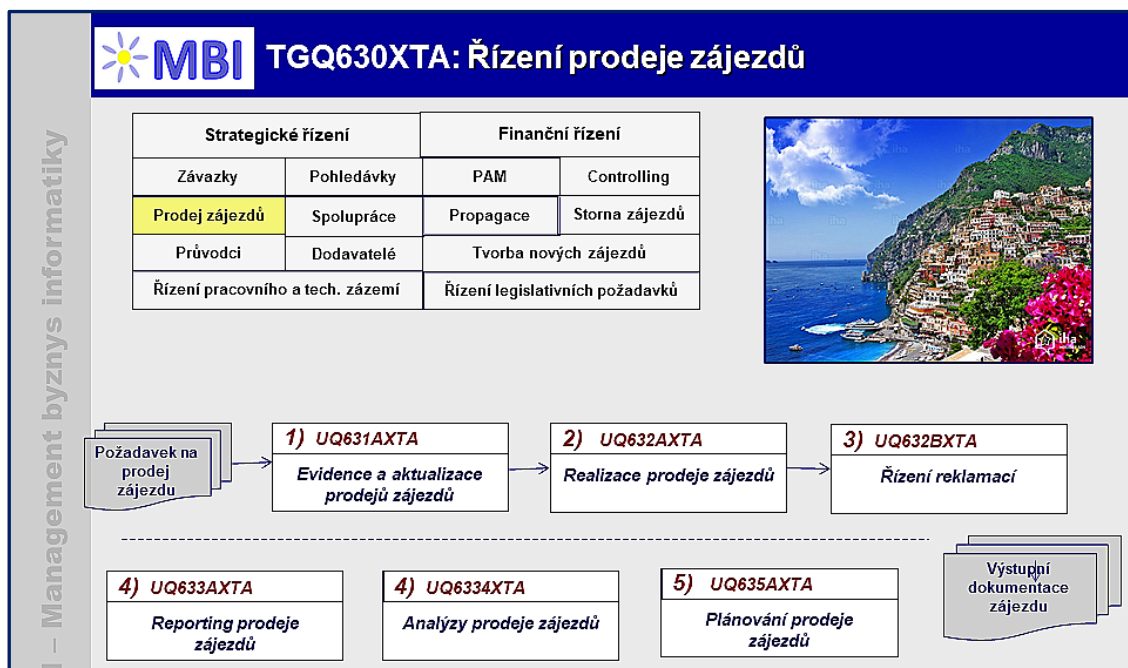 MBI
TGQ630XTA: Řízení prodeje zájezdů
– Management byznys informatiky
Strategické řízení
Finanční řízení
Závazky
Pohledávky
PAM
Controlling
Prodej zájezdů
Spolupráce
Propagace
Storna zájezdů
Průvodci
Dodavatelé
Tvorba nových zájezdů
Řízení pracovního a tech. zázemí
Řízení legislativních požadavků
iha
Požadavek na
prodej
zájezdu
1) UQ631AXTA
Evidence a aktualizace
prodejů zájezdů
2) UQ632AXTA
Realizace prodeje zájezdů
3) UQ632BXTA
Řízení reklamací
4) UQ633AXTA
Reporting prodeje
zájezdů
4) UQ6334XTA
Analýzy prodeje zájezdů
5) UQ635AXTA
Plánování prodeje
zájezdů
Výstupní
dokumentace
zájezdu